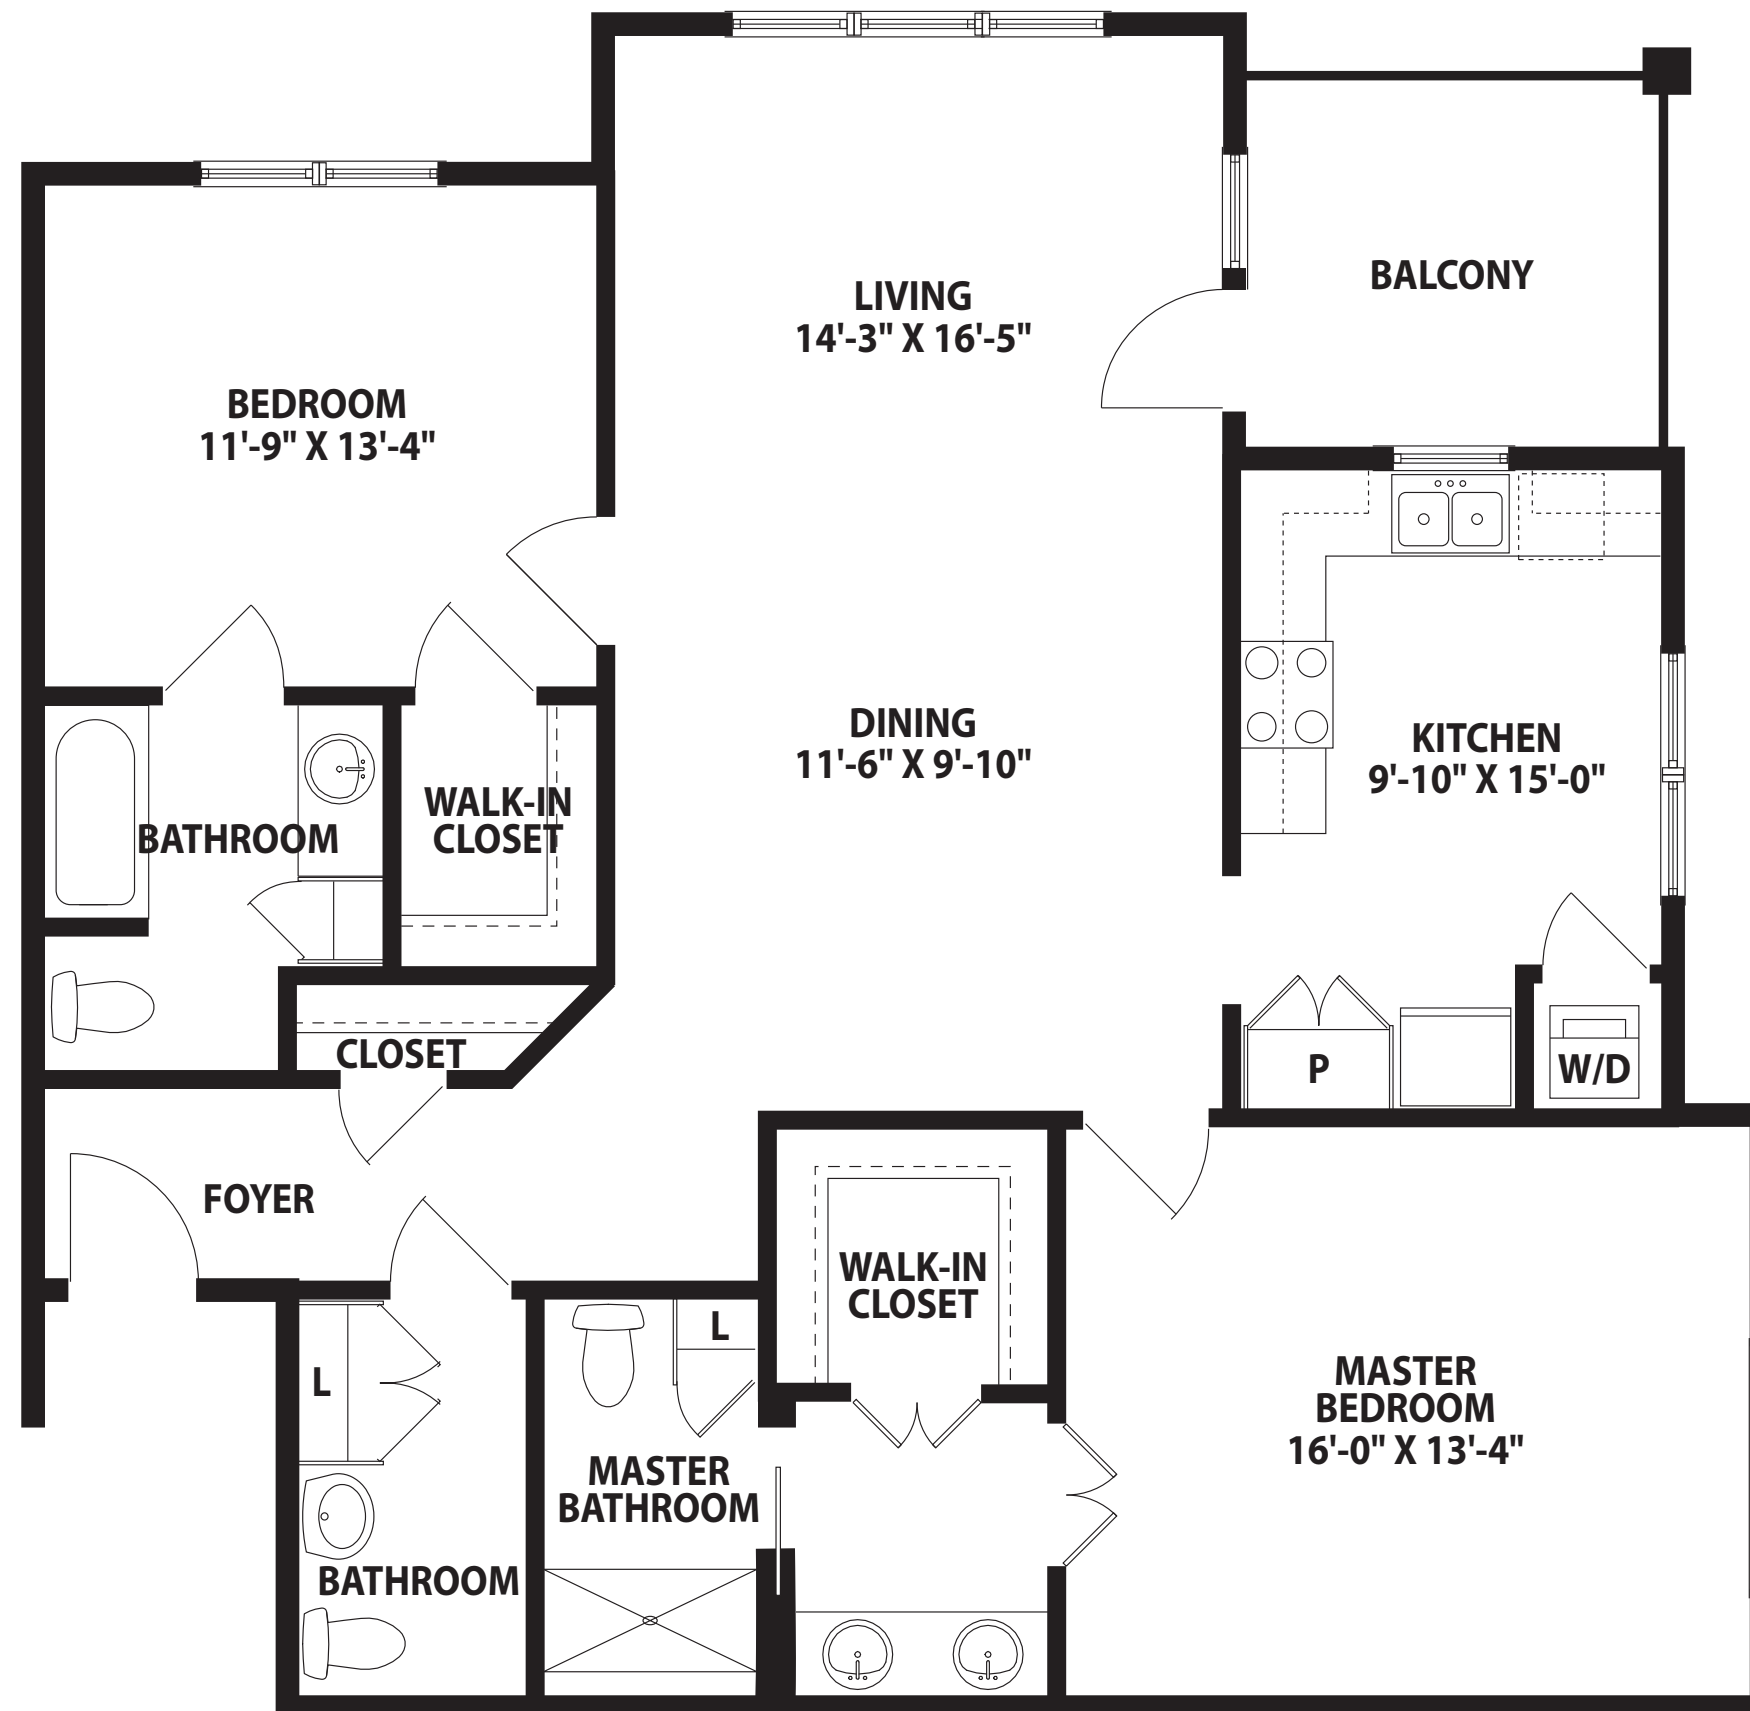 LIVING
14'-3" X 16'-5"
BALCONY
BEDROOM
11'-9" X 13'-4"
DINING
11'-6" X 9'-10"
KITCHEN
9'-10" X 15'-0"
WALK-IN
CLOSET
BATHROOM
CLOSET
P
W/D
FOYER
WALK-IN
CLOSET
L
L
MASTER
BEDROOM
16'-0" X 13'-4"
MASTER
BATHROOM
BATHROOM